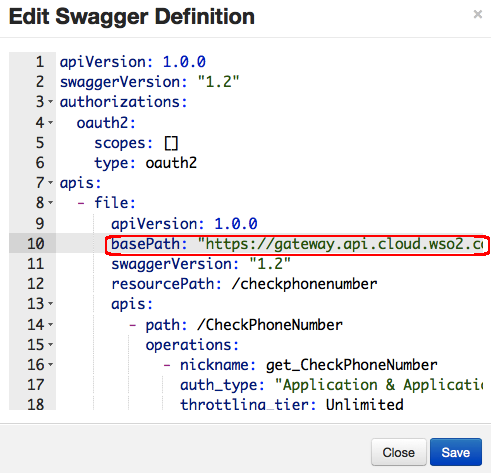 Edit Swagger Definition ×
1 apiVersion: 1.0.0
2 swaggerVersion: "1.2"
3 authorizations:
4 oauth2:
5 scopes: []
6 type: oauth2
7 apis:
8 - file:
9 apiVersion: 1.0.0
10 basePath: "https://gateway.api.cloud.wso2.co
11 swaggerVersion: "1.2"
12 resourcePath: /checkphonenumber
13 apis:
14 - path: /CheckPhoneNumber
15 operations:
16 - nickname: get_CheckPhoneNumber
17 auth_type: "Application & Applicatio
18 throttling_tier: Unlimited
Close Save